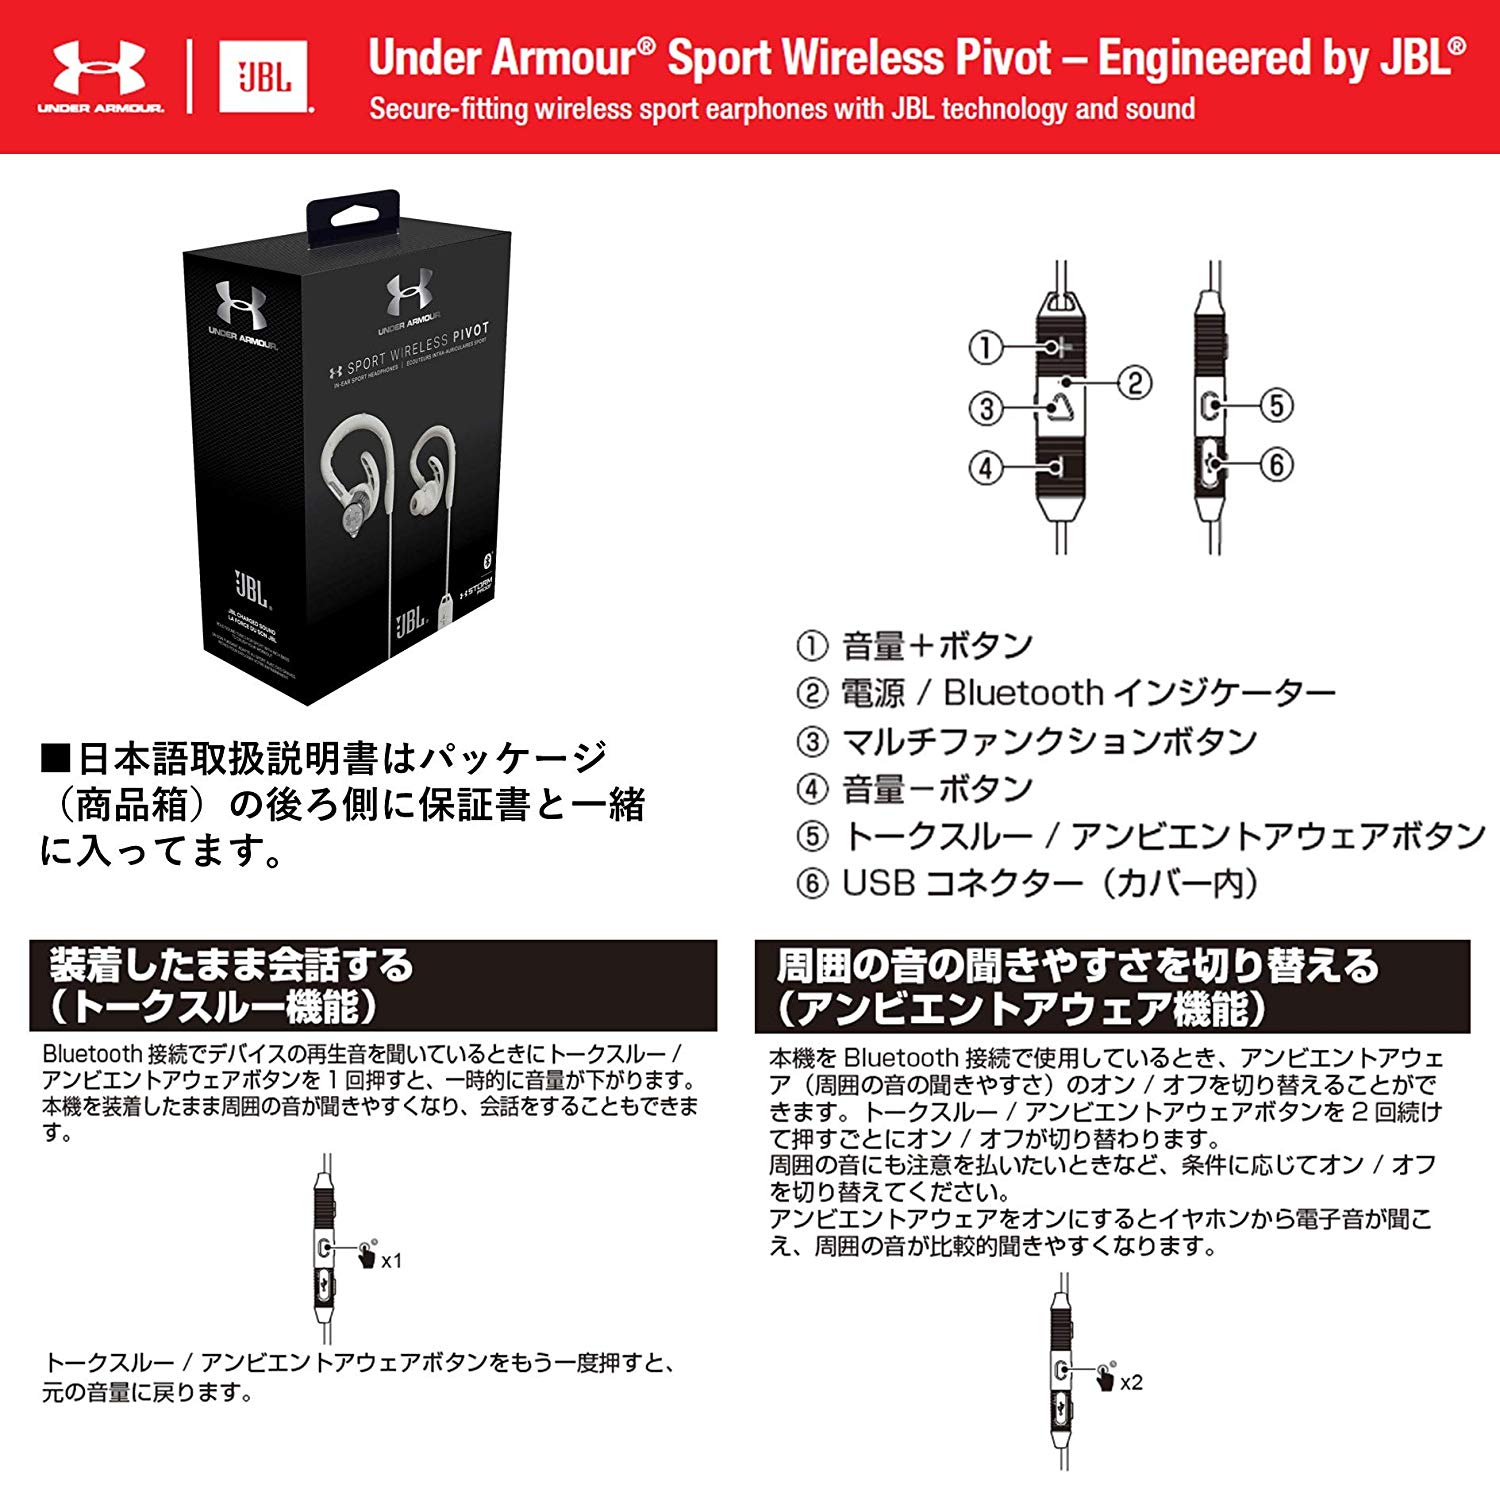 UNDER ARMOUR.
JBL
Under Armour® Sport Wireless Pivot – Engineered by JBL®
Secure-fitting wireless sport earphones with JBL technology and sound
UNDER ARMOUR.
UNDER ARMOUR.
SPORT WIRELESS PIVOT
IN-EAR SPORT HEADPHONES | ÉCOUTEURS INTRA-AURICULAIRES SPORT
JBL
JBL CHARGED SOUND
LA FORCE DU SON JBL
JBL
STORM
PROOF
■日本語取扱説明書はパッケージ
（商品箱）の後ろ側に保証書と一緒
に入ってます。
①
②
③
④
⑤
⑥
① 音量＋ボタン
② 電源 / Bluetooth インジケーター
③ マルチファンクションボタン
④ 音量－ボタン
⑤ トークスルー / アンビエントアウェアボタン
⑥ USB コネクター（カバー内）
装着したまま会話する
（トークスルー機能）
Bluetooth 接続でデバイスの再生音を聞いているときにトークスルー /
アンビエントアウェアボタンを 1 回押すと、一時的に音量が下がります。
本機を装着したまま周囲の音が聞きやすくなり、会話をすることもできま
す。
x1
トークスルー / アンビエントアウェアボタンをもう一度押すと、
元の音量に戻ります。
周囲の音の聞きやすさを切り替える
（アンビエントアウェア機能）
本機を Bluetooth 接続で使用しているとき、アンビエントアウェ
ア（周囲の音の聞きやすさ）のオン / オフを切り替えることがで
きます。トークスルー / アンビエントアウェアボタンを 2 回続け
て押すごとにオン / オフが切り替わります。
周囲の音にも注意を払いたいときなど、条件に応じてオン / オフ
を切り替えてください。
アンビエントアウェアをオンにするとイヤホンから電子音が聞こ
え、周囲の音が比較的聞きやすくなります。
x2